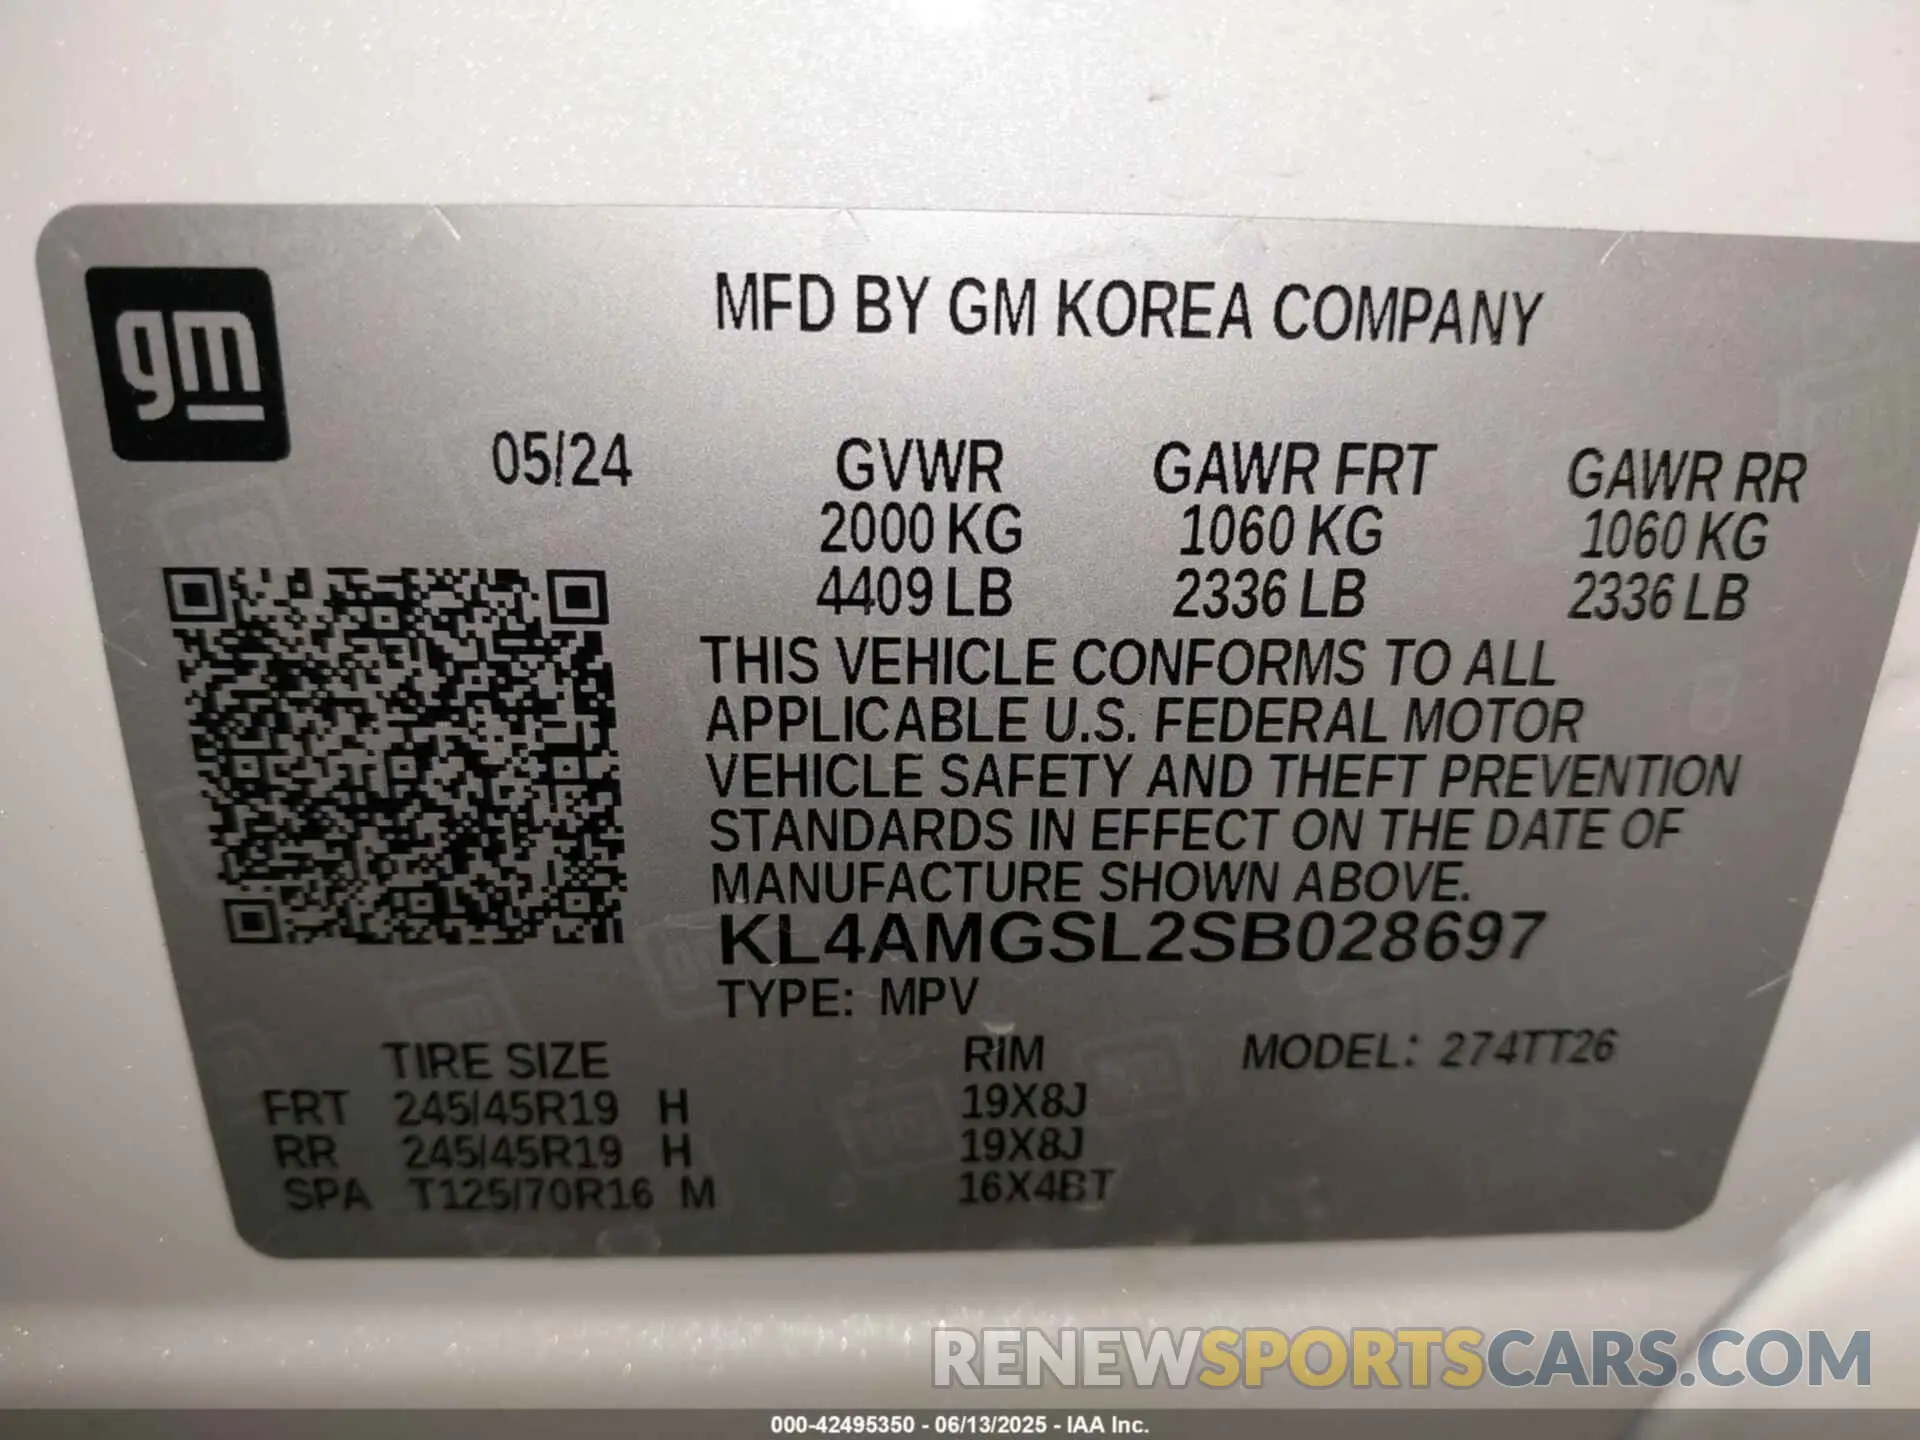 gm
MFD BY GM KOREA COMPANY
05/24 GVWR GAWR FRT GAWR RR
2000 KG 1060 KG 1060 KG
4409 LB 2336 LB 2336 LB
THIS VEHICLE CONFORMS TO ALL
APPLICABLE U.S. FEDERAL MOTOR
VEHICLE SAFETY AND THEFT PREVENTION
STANDARDS IN EFFECT ON THE DATE OF
MANUFACTURE SHOWN ABOVE.
KL4AMGSL2SB028697
TYPE: MPV
TIRE SIZE RIM MODEL: 274TT26
FRT 245/45R19 H 19X8J
RR 245/45R19 H 19X8J
SPA T125/70R16 M 16X4BT
RENEWSPORTSCARS.COM
000-42495350 - 06/13/2025 - IAA Inc.